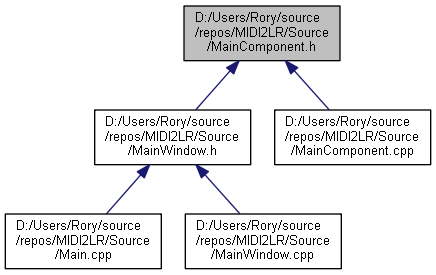 D:/Users/Rory/source
/repos/MIDI2LR/Source
/MainComponent.h
D:/Users/Rory/source
/repos/MIDI2LR/Source
/MainWindow.h
D:/Users/Rory/source
/repos/MIDI2LR/Source
/MainComponent.cpp
D:/Users/Rory/source
/repos/MIDI2LR/Source
/Main.cpp
D:/Users/Rory/source
/repos/MIDI2LR/Source
/MainWindow.cpp